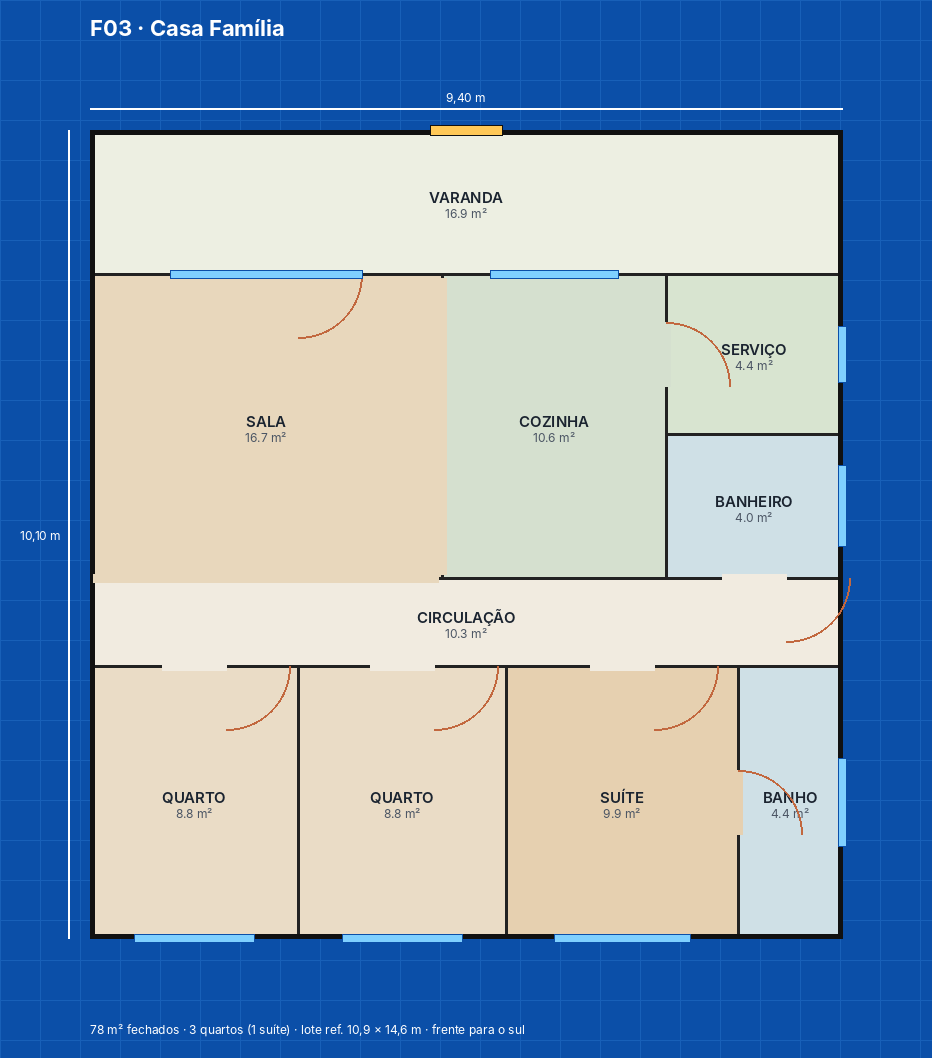 F03 · Casa Família
9,40 m
VARANDA
16.9 m²
SERVIÇO
4.4 m²
SALA
16.7 m²
COZINHA
10.6 m²
BANHEIRO
4.0 m²
10,10 m
CIRCULAÇÃO
10.3 m²
QUARTO
8.8 m²
QUARTO
8.8 m²
SUÍTE
9.9 m²
BANHO
4.4 m²
78 m² fechados · 3 quartos (1 suíte) · lote ref. 10,9 × 14,6 m · frente para o sul